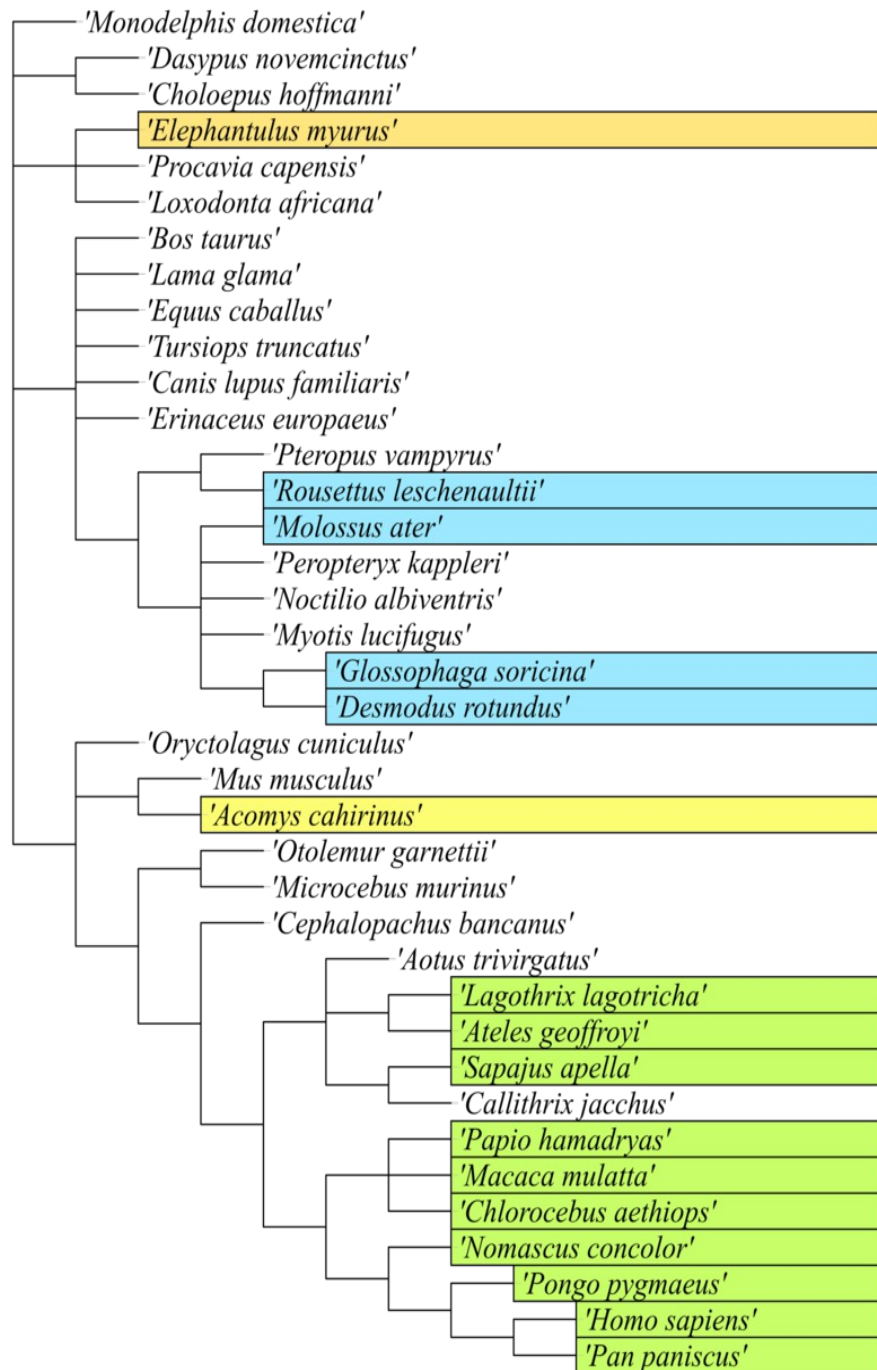 'Monodelphis domestica'
'Dasypus novemcinctus'
'Choloepus hoffmanni'
'Elephantulus myurus'
'Procavia capensis'
'Loxodonta africana'
'Bos taurus'
'Lama glama'
'Equus caballus'
'Tursiops truncatus'
'Canis lupus familiaris'
'Erinaceus europaeus'
'Pteropus vampyrus'
'Rousettus leschenaultii'
'Molossus ater'
'Peropteryx kappleri'
'Noctilio albiventris'
'Myotis lucifugus'
'Glossophaga soricina'
'Desmodus rotundus'
'Oryctolagus cuniculus'
'Mus musculus'
'Acomys cahirinus'
'Otolemur garnettii'
'Microcebus murinus'
'Cephalopachus bancanus'
'Aotus trivirgatus'
'Lagothrix lagotricha'
'Ateles geoffroyi'
'Sapajus apella'
'Callithrix jacchus'
'Papio hamadryas'
'Macaca mulatta'
'Chlorocebus aethiops'
'Nomascus concolor'
'Pongo pygmaeus'
'Homo sapiens'
'Pan paniscus'